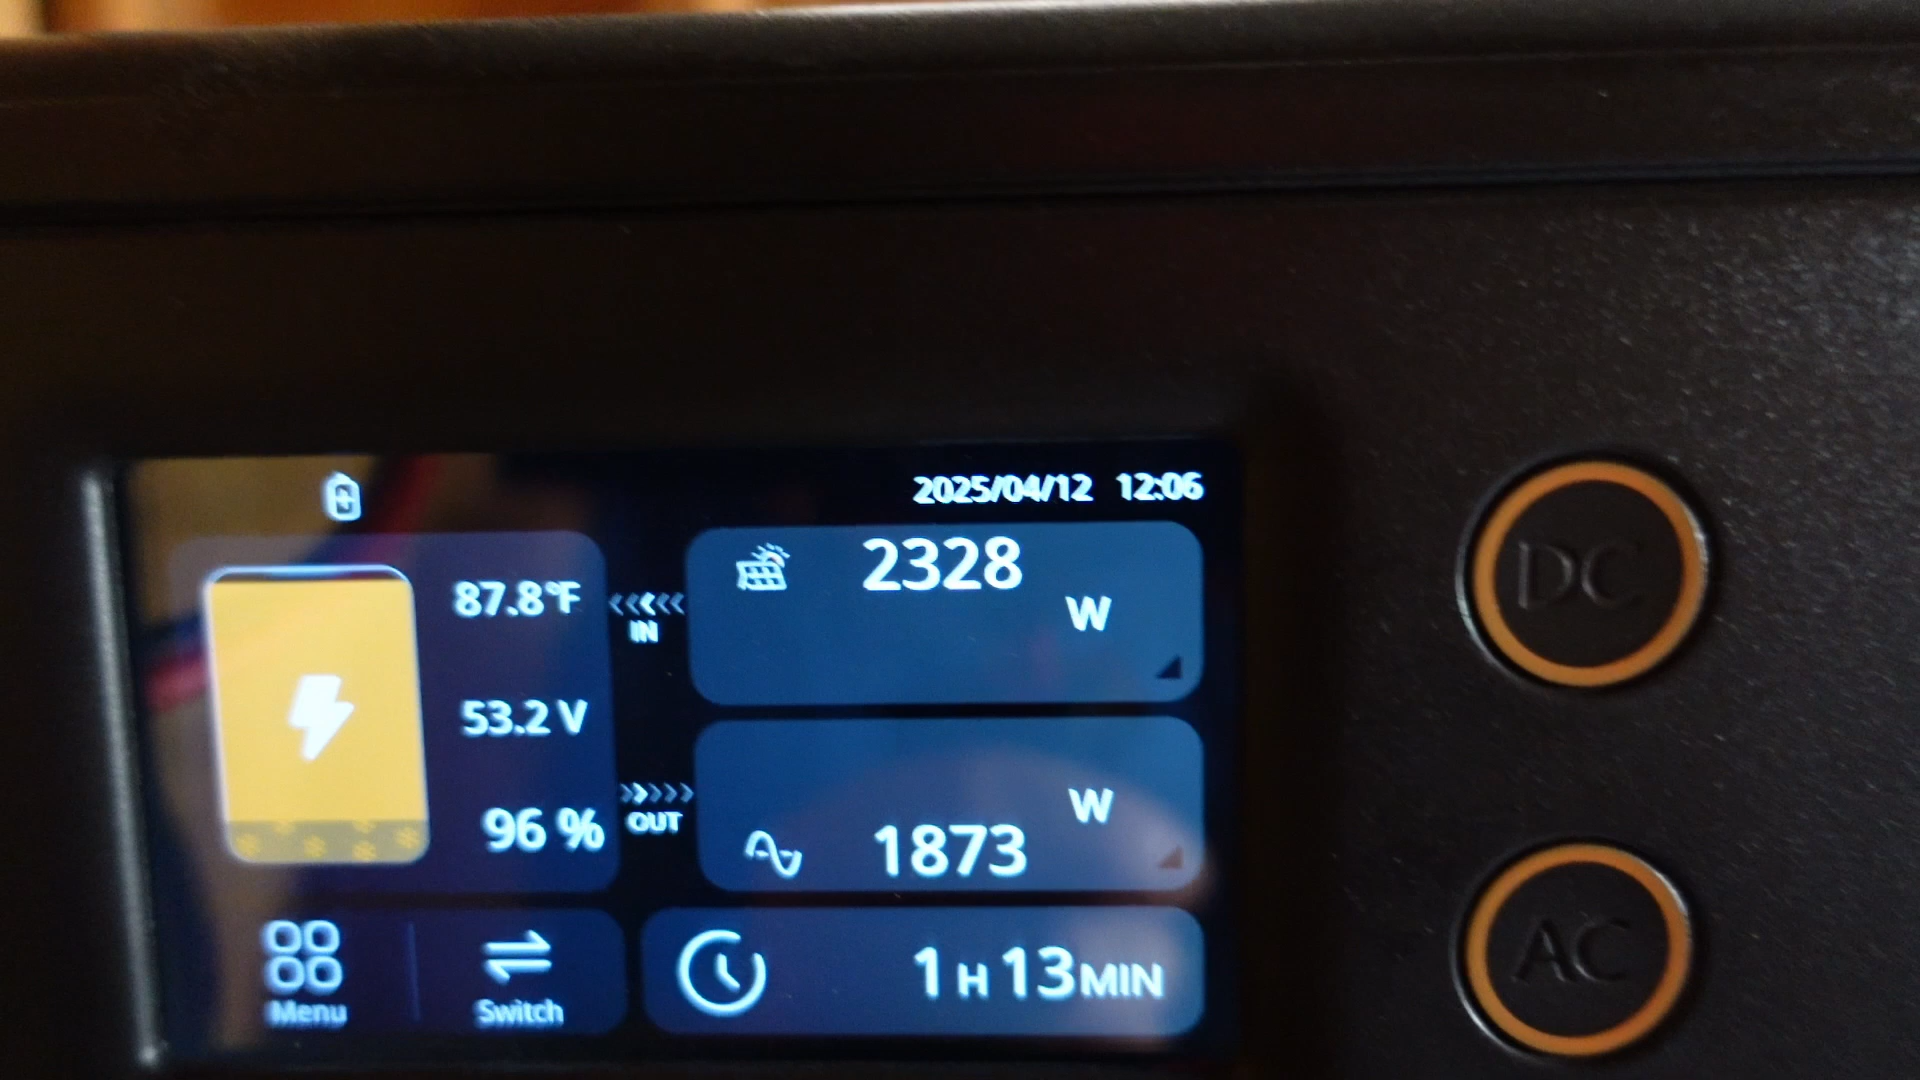 2025/04/12 12:06
87.8°F
IN
2328
W
53.2 V
96 %
OUT
W
1873
Menu
Switch
1 H 13 MIN
DC
AC